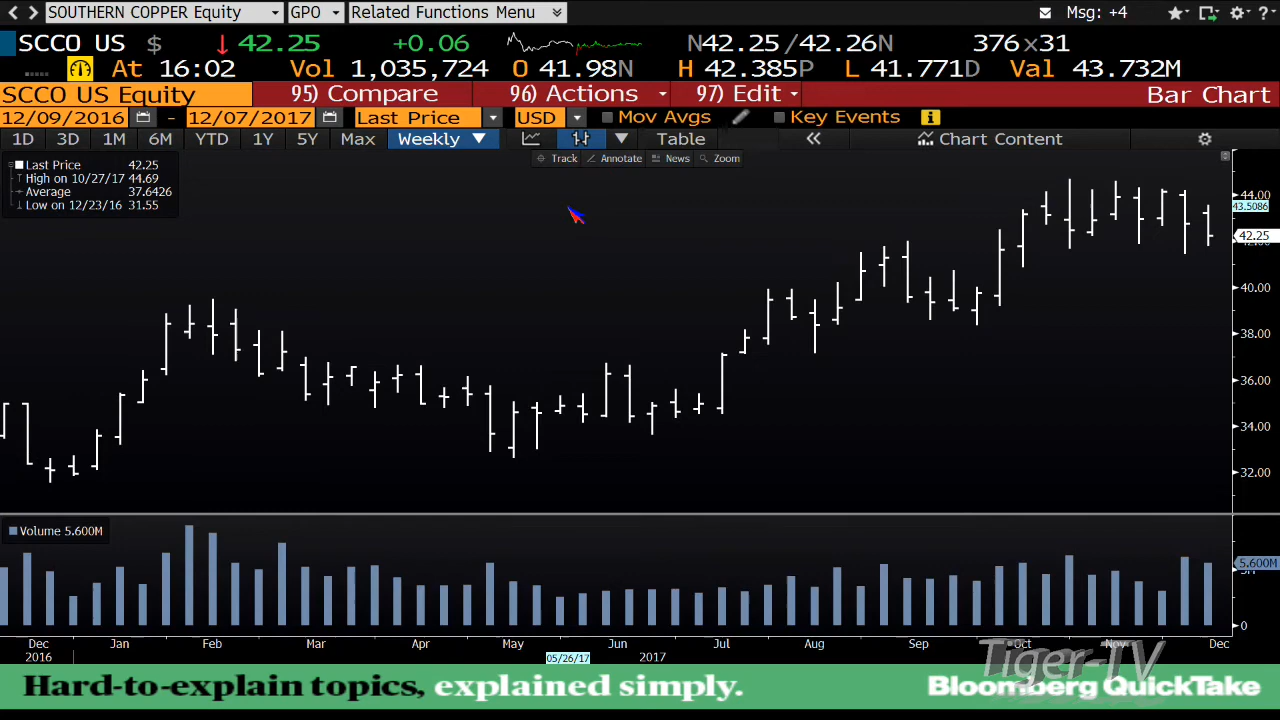 SOUTHERN COPPER Equity GPO Related Functions Menu Msg: +4 ?
SCCO US $ 42.25 +0.06 N42.25/42.26N 376x31
At 16:02 Vol 1,035,724 O 41.98N H 42.385P L 41.771D Val 43.732M
SCCO US Equity 95) Compare 96) Actions 97) Edit Bar Chart
12/09/2016 - 12/07/2017 Last Price USD Mov Avgs Key Events
1D 3D 1M 6M YTD 1Y 5Y Max Weekly Table Chart Content
Track Annotate News Zoom
Last Price 42.25
High on 10/27/17 44.69
Average 37.6426
Low on 12/23/16 31.55
44.00
43.5086
42.25
42.00
40.00
38.00
36.00
34.00
32.00
Volume 5.600M
5.600M
5M
0
Dec Jan Feb Mar Apr May Jun Jul Aug Sep Oct Nov Dec
2016 05/26/17 2017
Tiger-TV
Hard-to-explain topics, explained simply. Bloomberg QuickTake